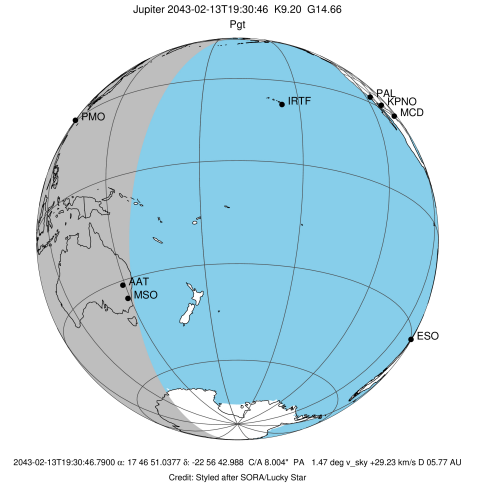 Jupiter 2043-02-13T19:30:46  K9.20  G14.66
Pgt
PAL
IRTF
KPNO
MCD
PMO
AAT
MSO
ESO
2043-02-13T19:30:46.7900 α: 17 46 51.0377 δ: -22 56 42.988  C/A 8.004"  PA   1.47 deg v_sky +29.23 km/s D 05.77 AU
Credit: Styled after SORA/Lucky Star